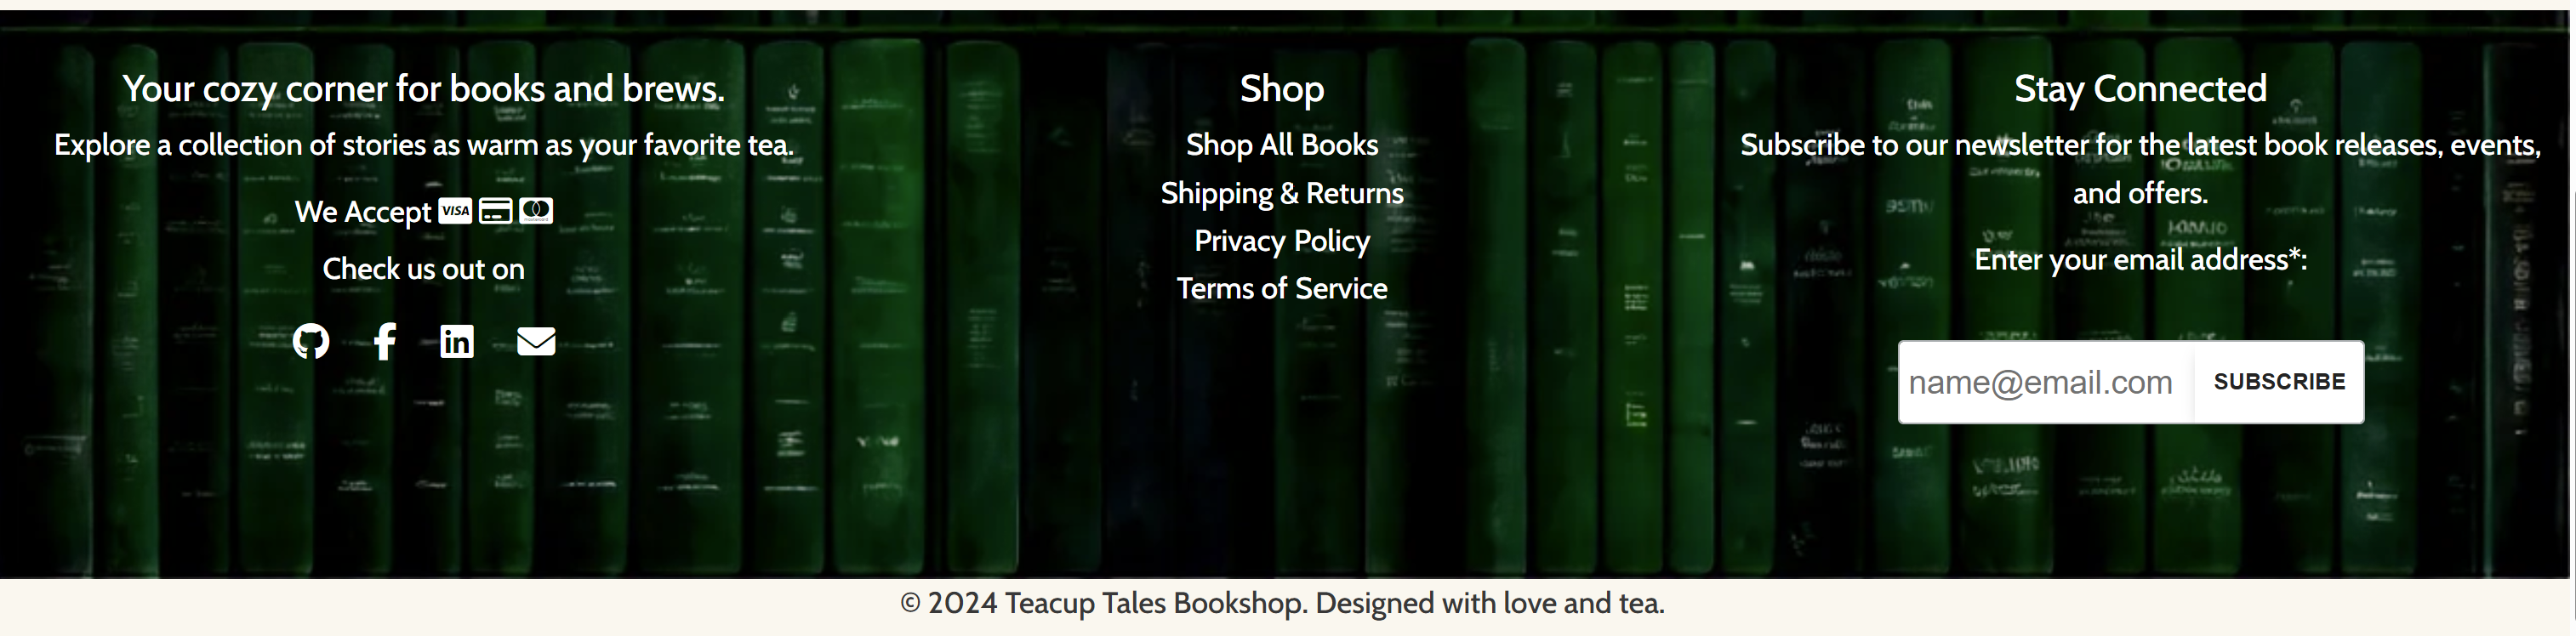 Your cozy corner for books and brews.
Explore a collection of stories as warm as your favorite tea.
We Accept VISA
Check us out on
Shop
Shop All Books
Shipping & Returns
Privacy Policy
Terms of Service
Stay Connected
Subscribe to our newsletter for the latest book releases, events,
and offers.
Enter your email address*:
name@email.com SUBSCRIBE
© 2024 Teacup Tales Bookshop. Designed with love and tea.